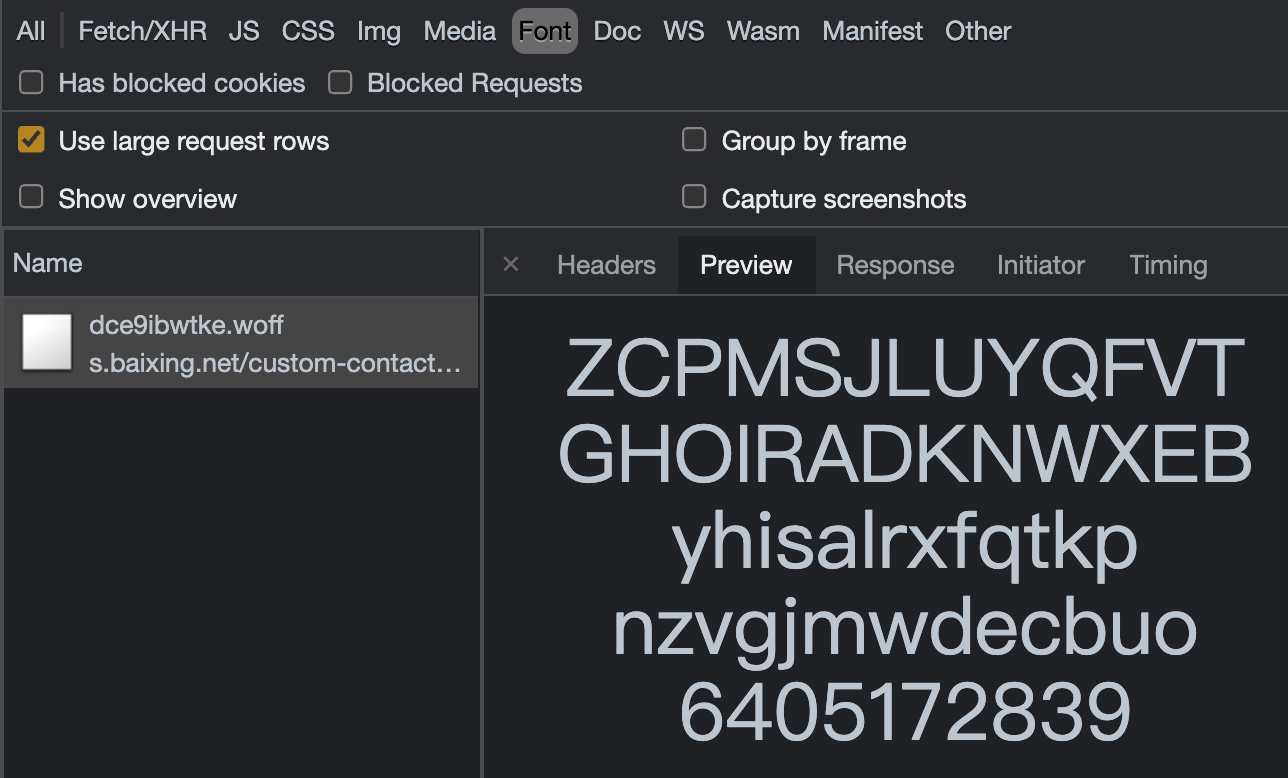 All Fetch/XHR JS CSS Img Media Font Doc WS Wasm Manifest Other
Has blocked cookies Blocked Requests
Use large request rows Group by frame
Show overview Capture screenshots
Name × Headers Preview Response Initiator Timing
dce9ibwtke.woff
s.baixing.net/custom-contact…
ZCPMSJLUYQFVT
GHOIRADKNWXEB
yhisalrxfqtkp
nzvgjmwdecbuo
6405172839